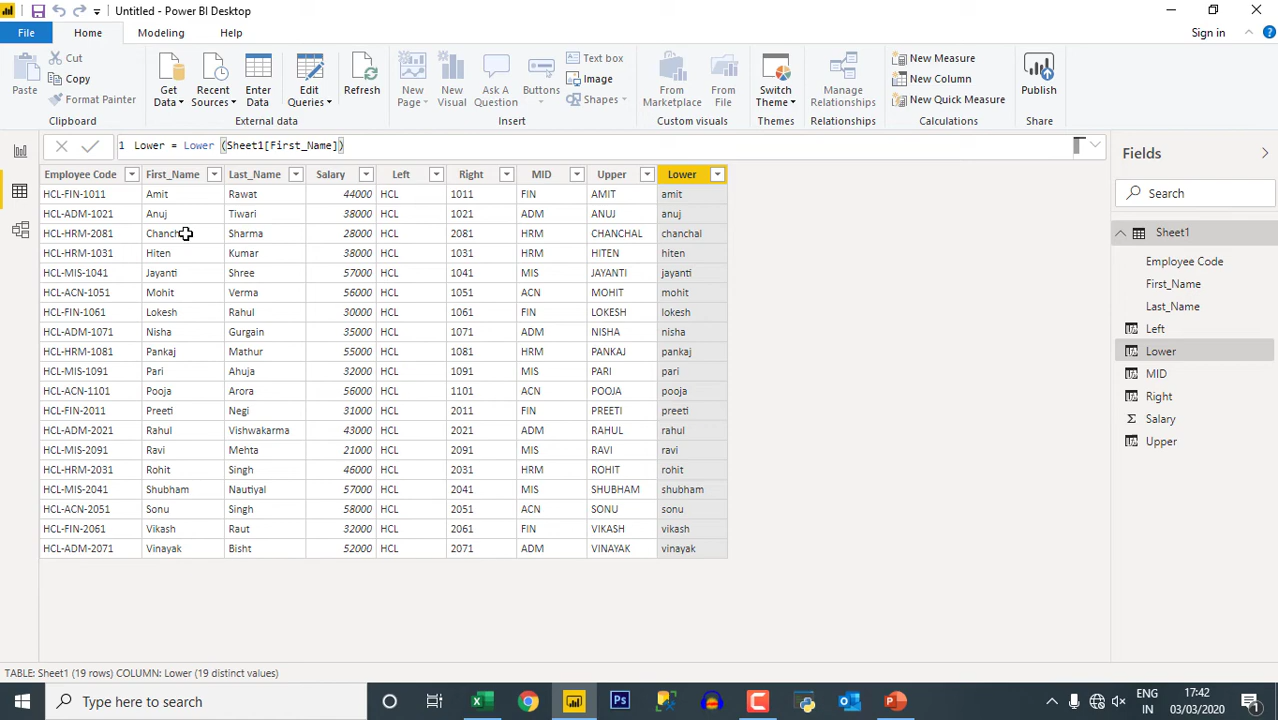 Untitled - Power BI Desktop
File Home Modeling Help Sign in
Paste Cut Copy Format Painter Clipboard
Get Data Recent Sources Enter Data Edit Queries Refresh External data
New Page New Visual Ask A Question Buttons Text box Image Shapes Insert
From Marketplace From File Custom visuals
Switch Theme Themes
Manage Relationships Relationships
New Measure New Column New Quick Measure Calculations
Publish Share
1 Lower = Lower (Sheet1[First_Name])
Employee Code First_Name Last_Name Salary Left Right MID Upper Lower
HCL-FIN-1011 Amit Rawat 44000 HCL 1011 FIN AMIT amit
HCL-ADM-1021 Anuj Tiwari 38000 HCL 1021 ADM ANUJ anuj
HCL-HRM-2081 Chanch Sharma 28000 HCL 2081 HRM CHANCHAL chanchal
HCL-HRM-1031 Hiten Kumar 38000 HCL 1031 HRM HITEN hiten
HCL-MIS-1041 Jayanti Shree 57000 HCL 1041 MIS JAYANTI jayanti
HCL-ACN-1051 Mohit Verma 56000 HCL 1051 ACN MOHIT mohit
HCL-FIN-1061 Lokesh Rahul 30000 HCL 1061 FIN LOKESH lokesh
HCL-ADM-1071 Nisha Gurgain 35000 HCL 1071 ADM NISHA nisha
HCL-HRM-1081 Pankaj Mathur 55000 HCL 1081 HRM PANKAJ pankaj
HCL-MIS-1091 Pari Ahuja 32000 HCL 1091 MIS PARI pari
HCL-ACN-1101 Pooja Arora 56000 HCL 1101 ACN POOJA pooja
HCL-FIN-2011 Preeti Negi 31000 HCL 2011 FIN PREETI preeti
HCL-ADM-2021 Rahul Vishwakarma 43000 HCL 2021 ADM RAHUL rahul
HCL-MIS-2091 Ravi Mehta 21000 HCL 2091 MIS RAVI ravi
HCL-HRM-2031 Rohit Singh 46000 HCL 2031 HRM ROHIT rohit
HCL-MIS-2041 Shubham Nautiyal 57000 HCL 2041 MIS SHUBHAM shubham
HCL-ACN-2051 Sonu Singh 58000 HCL 2051 ACN SONU sonu
HCL-FIN-2061 Vikash Raut 32000 HCL 2061 FIN VIKASH vikash
HCL-ADM-2071 Vinayak Bisht 52000 HCL 2071 ADM VINAYAK vinayak
Fields
Search
Sheet1
Employee Code
First_Name
Last_Name
Left
Lower
MID
Right
Σ Salary
Upper
TABLE: Sheet1 (19 rows) COLUMN: Lower (19 distinct values)
Type here to search
Ps
ENG
IN
17:42
03/03/2020
1